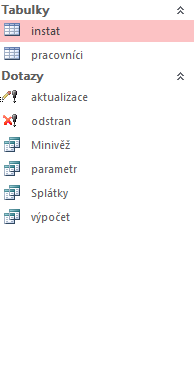 Tabulky
instat
pracovníci
Dotazy
aktualizace
odstran
Minivěž
parametr
Splátky
výpočet